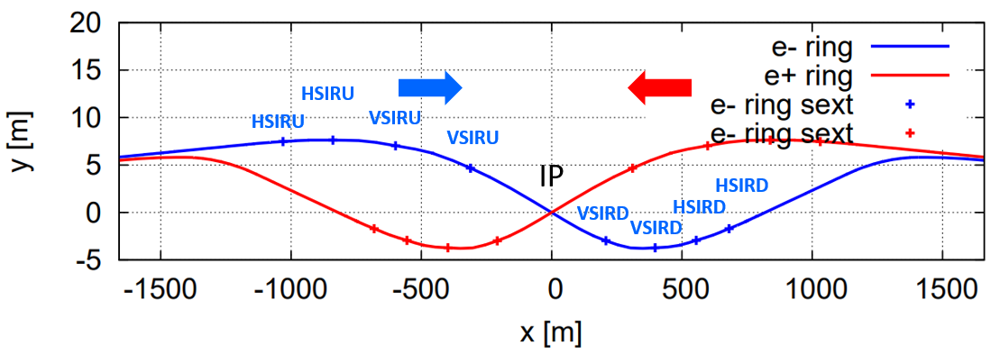 20
15
10
5
0
-5
y [m]
e- ring
e+ ring
e- ring sext
e- ring sext
HSIRU
HSIRU
VSIRU
VSIRU
IP
VSIRD
VSIRD
HSIRD
HSIRD
-1500 -1000 -500 0 500 1000 1500
x [m]